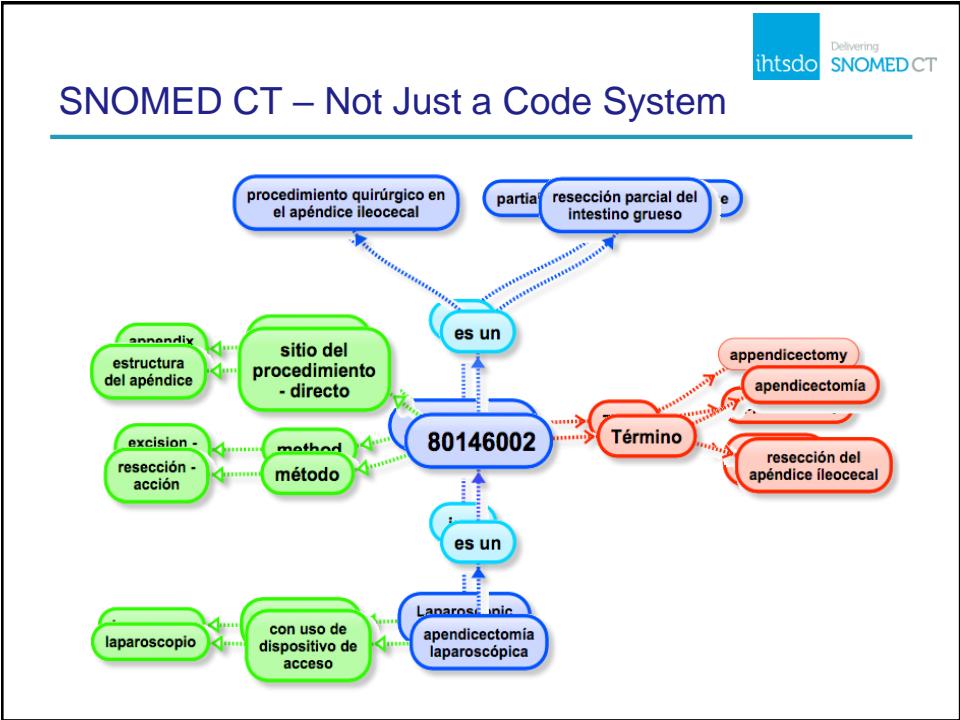 ihtsdo
Delivering
SNOMED CT
SNOMED CT – Not Just a Code System
procedimiento quirúrgico en
el apéndice ileocecal
resección parcial del
intestino grueso
es un
appendix
estructura
del apéndice
sitio del
procedimiento
- directo
appendicectomy
apendicectomía
80146002
Término
excision -
resección -
acción
method
método
resección del
apéndice íleocecal
es un
Laparoscopic
apendicectomía
laparoscópica
laparoscopio
con uso de
dispositivo de
acceso